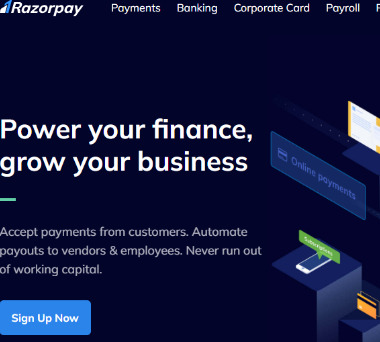 Razorpay
Payments Banking Corporate Card Payroll
Power your finance,
grow your business
Online payments
Accept payments from customers. Automate
payouts to vendors & employees. Never run out
of working capital.
Subscriptions
Sign Up Now